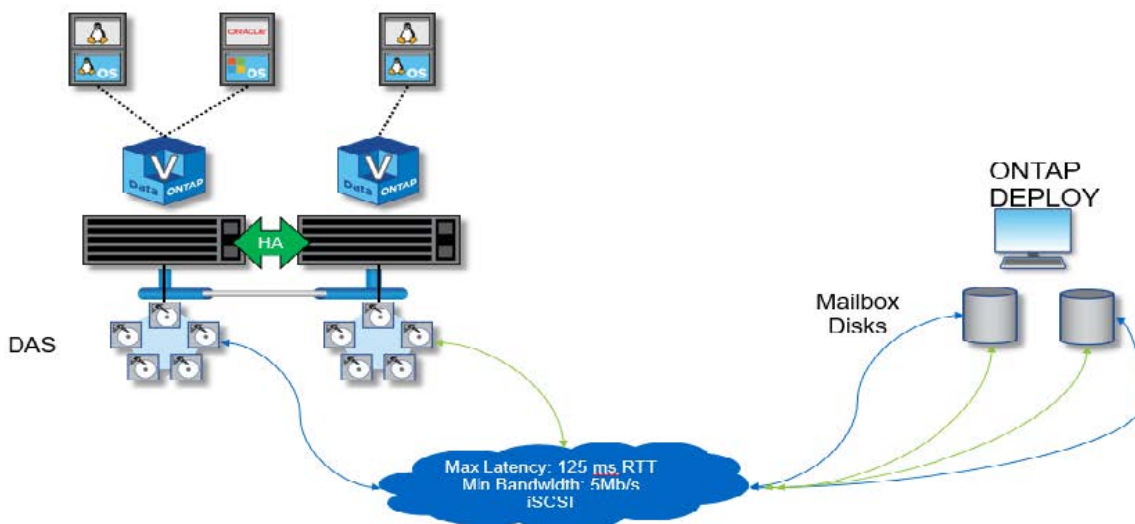 ORACLE
OS
OS
OS
V
Data ONTAP
V
Data ONTAP
HA
DAS
ONTAP
DEPLOY
Mailbox
Disks
Max Latency: 125 ms RTT
Min Bandwidth: 5Mb/s
iSCSI